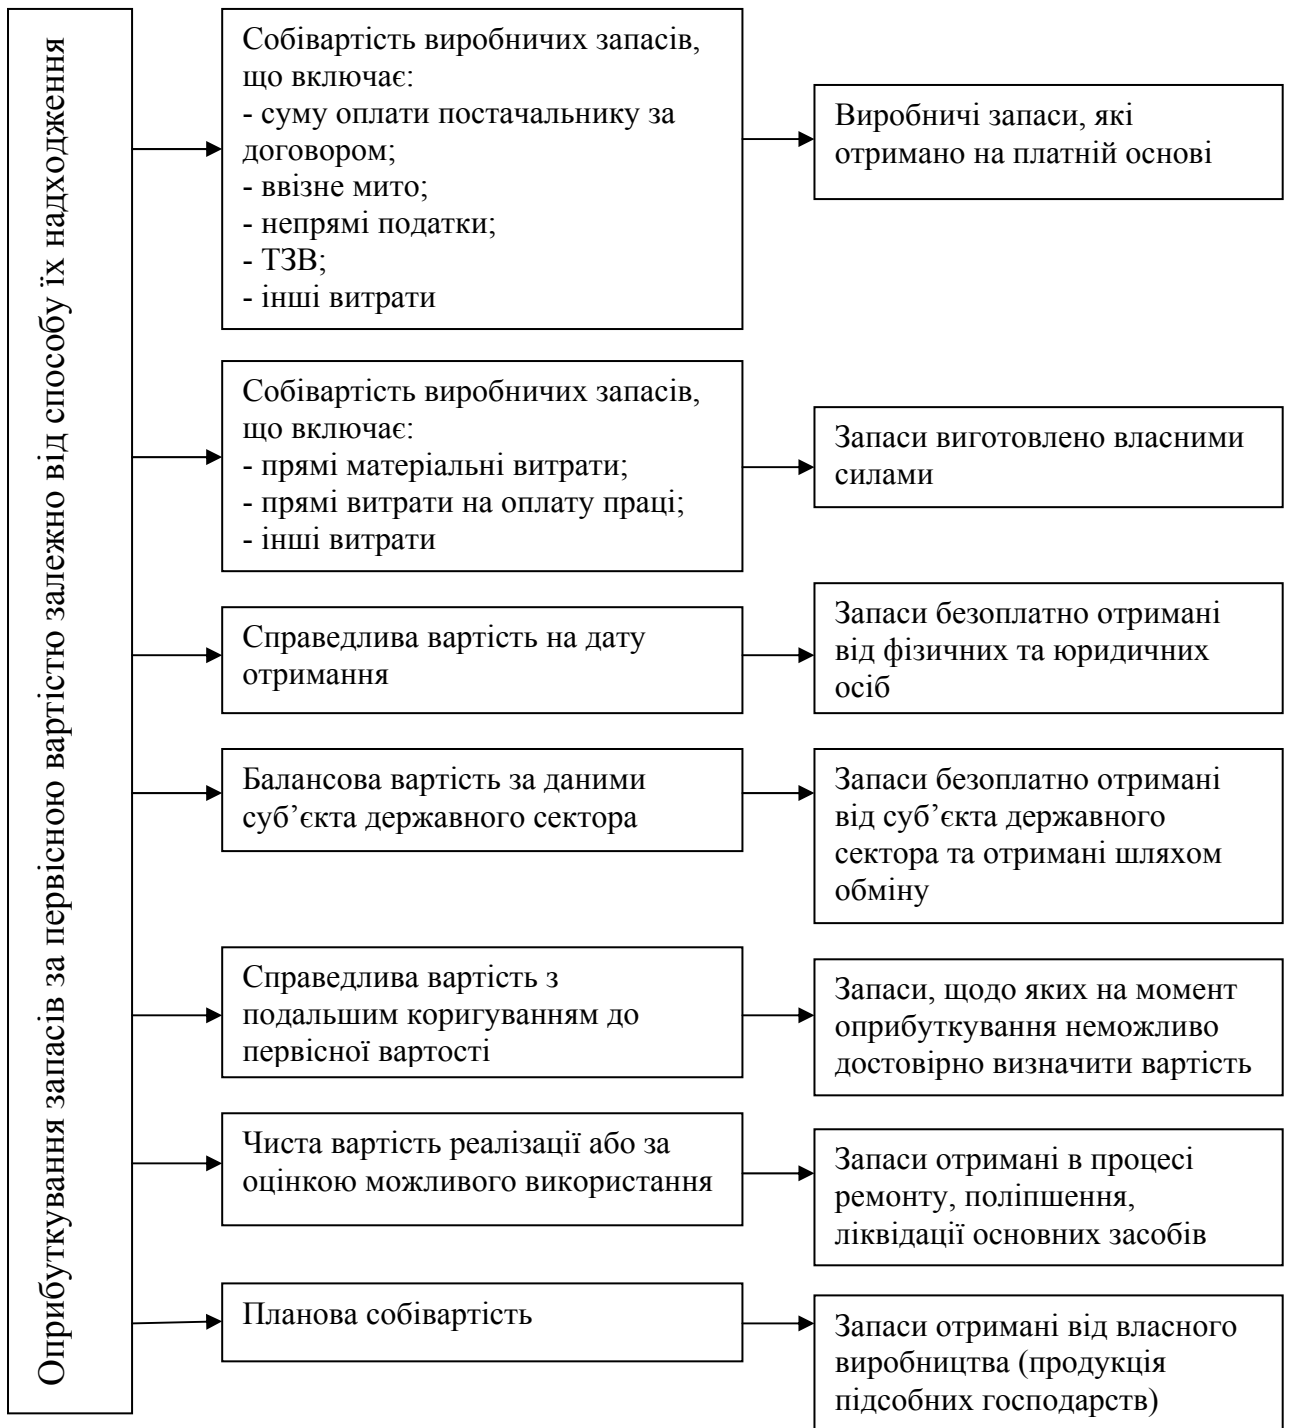 Оприбуткування запасів за первісною вартістю залежно від способу їх надходження
Собівартість виробничих запасів,
що включає:
- суму оплати постачальнику за
договором;
- ввізне мито;
- непрямі податки;
- ТЗВ;
- інші витрати
Виробничі запаси, які
отримано на платній основі
Собівартість виробничих запасів,
що включає:
- прямі матеріальні витрати;
- прямі витрати на оплату праці;
- інші витрати
Запаси виготовлено власними
силами
Справедлива вартість на дату
отримання
Запаси безоплатно отримані
від фізичних та юридичних
осіб
Балансова вартість за даними
суб’єкта державного сектора
Запаси безоплатно отримані
від суб’єкта державного
сектора та отримані шляхом
обміну
Справедлива вартість з
подальшим коригуванням до
первісної вартості
Запаси, щодо яких на момент
оприбуткування неможливо
достовірно визначити вартість
Чиста вартість реалізації або за
оцінкою можливого використання
Запаси отримані в процесі
ремонту, поліпшення,
ліквідації основних засобів
Планова собівартість
Запаси отримані від власного
виробництва (продукція
підсобних господарств)